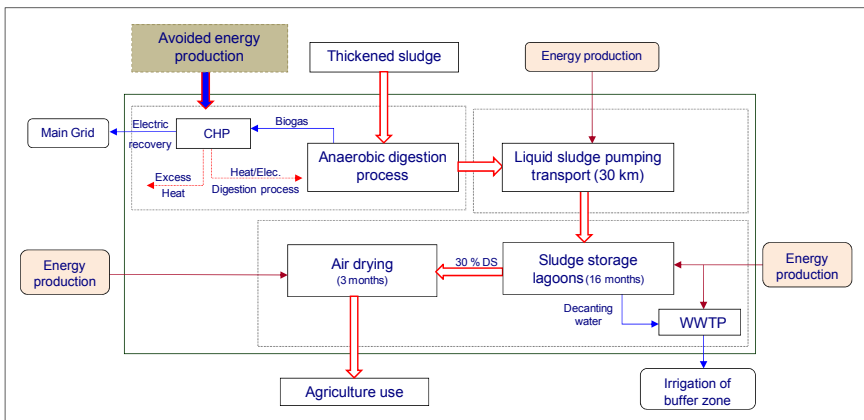 Avoided energy
production
Thickened sludge
Energy production
Main Grid
Electric
recovery
CHP
Biogas
Anaerobic digestion
process
Liquid sludge pumping
transport (30 km)
Excess
Heat
Heat/Elec.
Digestion process
Energy
production
Air drying
(3 months)
30 % DS
Sludge storage
lagoons (16 months)
Energy
production
Decanting
water
WWTP
Agriculture use
Irrigation of
buffer zone